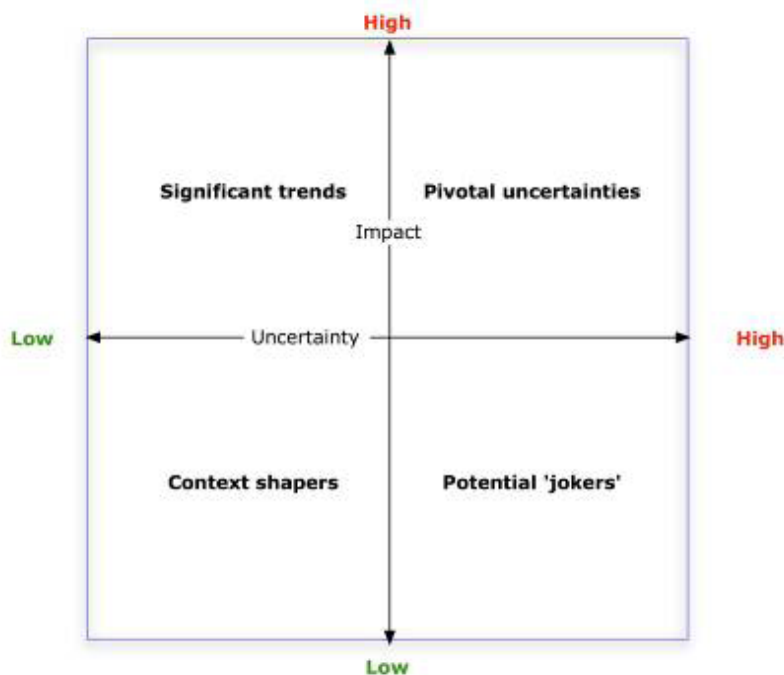 High
Significant trends
Pivotal uncertainties
Impact
Low
Uncertainty
High
Context shapers
Potential 'jokers'
Low